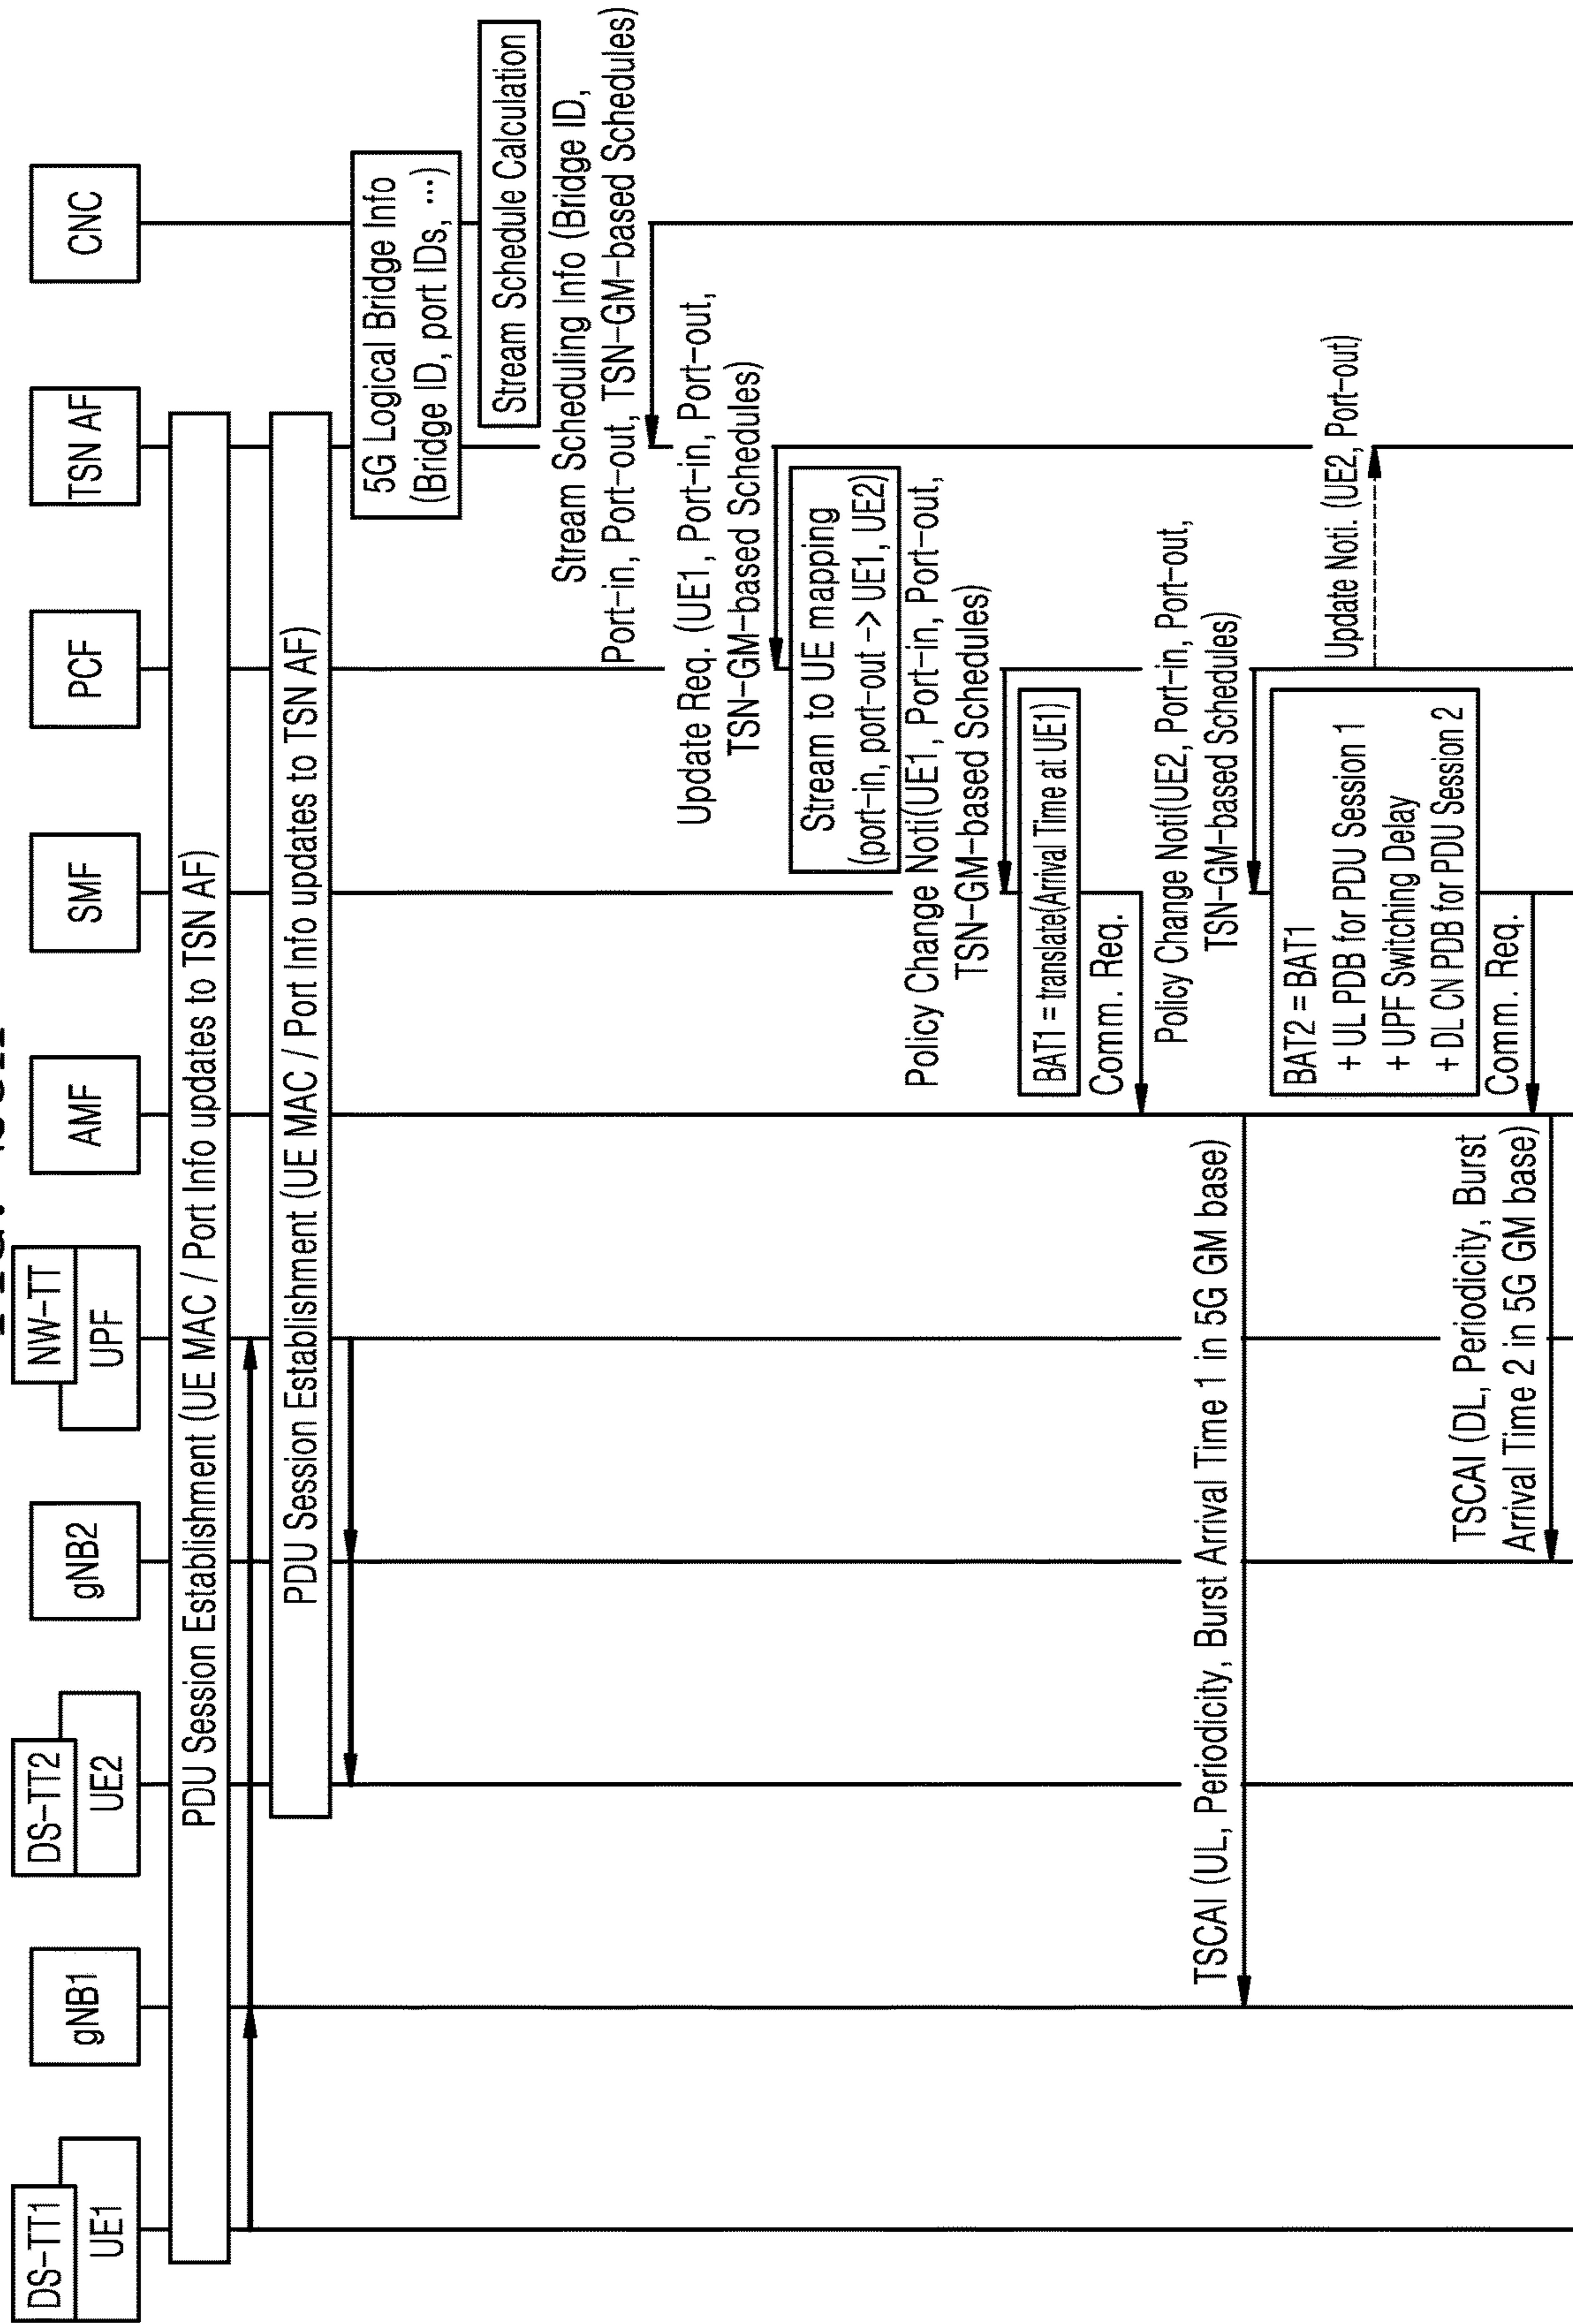 DS-TT1
UE1
gNB1
DS-TT2
UE2
gNB2
NW-TT
UPF
AMF
SMF
PCF
TSN AF
CNC
PDU Session Establishment (UE MAC / Port Info updates to TSN AF)
PDU Session Establishment (UE MAC / Port Info updates to TSN AF)
5G Logical Bridge Info
(Bridge ID, port IDs, ···)
Stream Schedule Calculation
Stream Scheduling Info (Bridge ID,
Port-in, Port-out, TSN-GM-based Schedules)
Update Req. (UE1, Port-in, Port-out,
TSN-GM-based Schedules)
Stream to UE mapping
(port-in, port-out -> UE1, UE2)
Policy Change Noti(UE1, Port-in, Port-out,
TSN-GM-based Schedules)
BAT1 = translate(Arrival Time at UE1)
Comm. Req.
TSCAI (UL, Periodicity, Burst Arrival Time 1 in 5G GM base)
Policy Change Noti(UE2, Port-in, Port-out,
TSN-GM-based Schedules)
BAT2 = BAT1
+ UL PDB for PDU Session 1
+ UPF Switching Delay
+ DL CN PDB for PDU Session 2
Update Noti. (UE2, Port-out)
Comm. Req.
TSCAI (DL, Periodicity, Burst
Arrival Time 2 in 5G GM base)